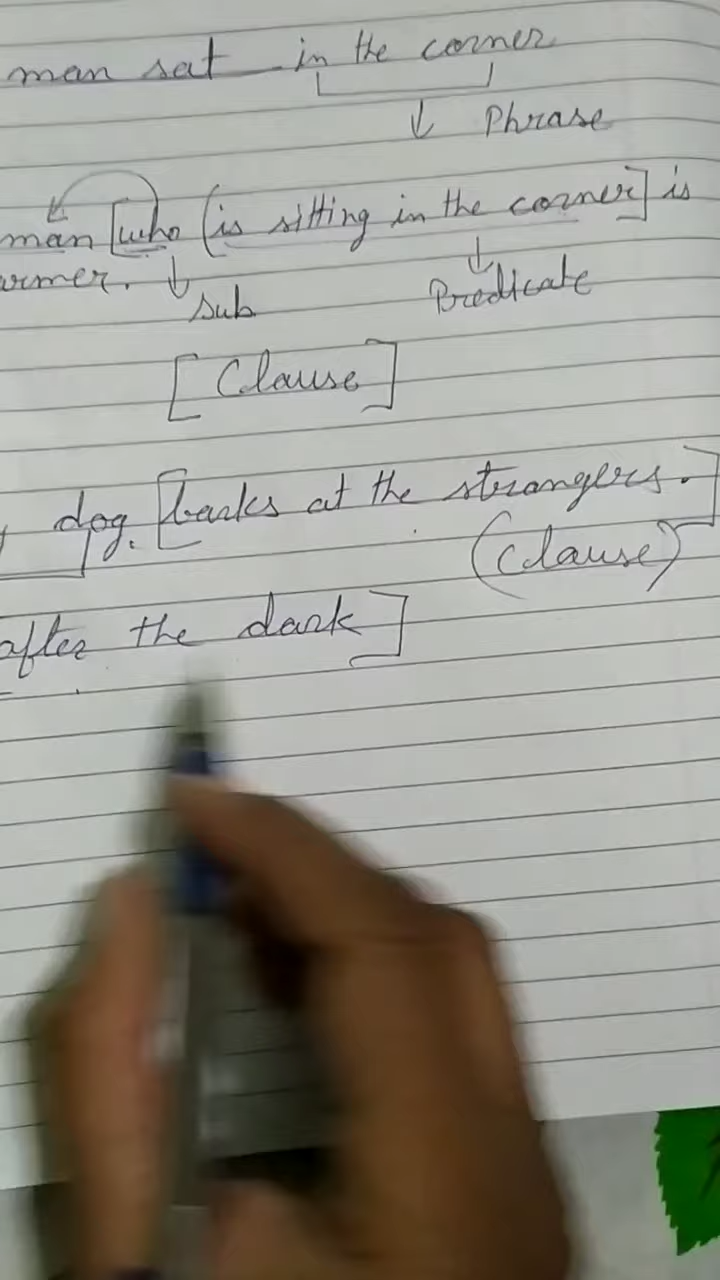 man sat in the corner
Phrase
man [who (is sitting in the corner] is
armer.
Sub
Predicate
[Clause]
dog [barks at the strangers.]
(Clause)
after the dark]